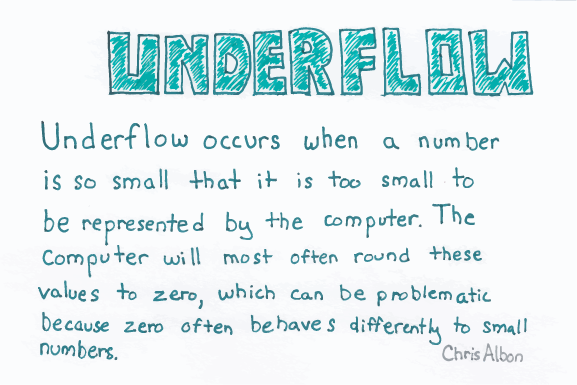 UNDERFLOW
Underflow occurs when a number
is so small that it is too small to
be represented by the computer. The
Computer will most often round these
values to zero, which can be problematic
because zero often behaves differently to small
numbers.
Chris Albon